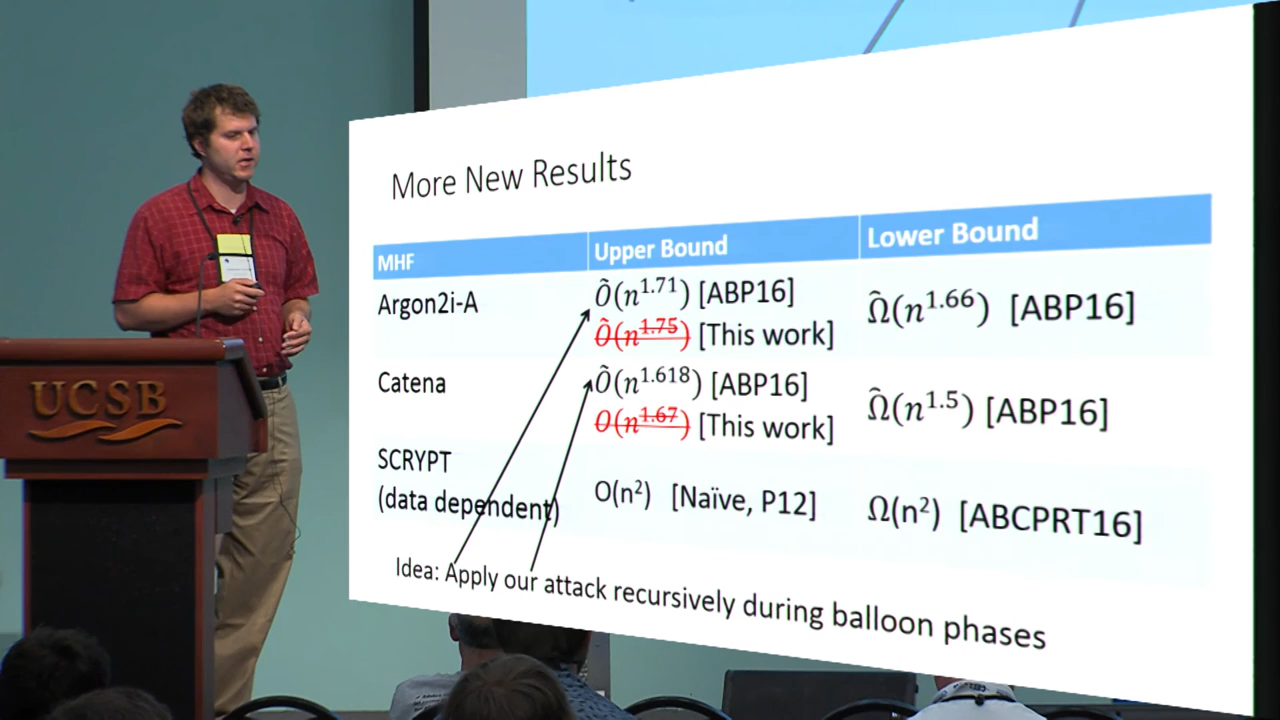 More New Results
MHF Upper Bound Lower Bound
Argon2i-A Õ(n^1.71) [ABP16] Ω̃(n^1.66) [ABP16]
Õ(n^1.75) [This work]
Catena Õ(n^1.618) [ABP16] Ω̃(n^1.5) [ABP16]
O(n^1.67) [This work]
SCRYPT
(data dependent) O(n²) [Naïve, P12] Ω(n²) [ABCPRT16]
Idea: Apply our attack recursively during balloon phases
UCSB